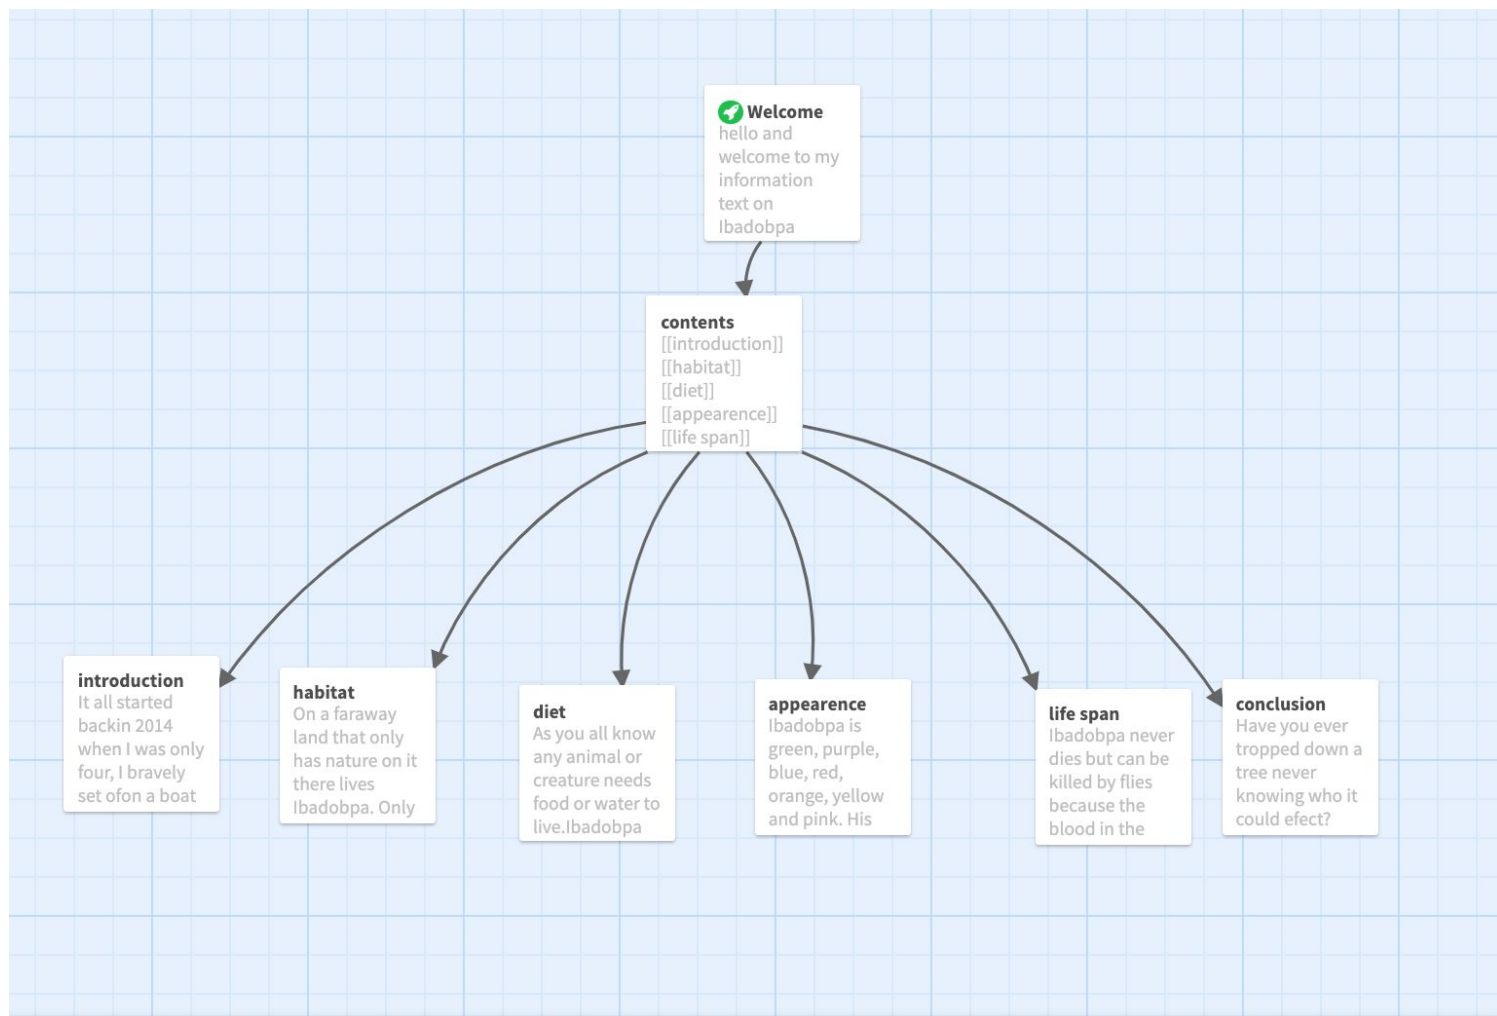 Welcome
hello and
welcome to my
information
text on
Ibadobpa
contents
[[introduction]]
[[habitat]]
[[diet]]
[[appearence]]
[[life span]]
introduction
It all started
backin 2014
when I was only
four, I bravely
set ofon a boat
habitat
On a faraway
land that only
has nature on it
there lives
Ibadobpa. Only
diet
As you all know
any animal or
creature needs
food or water to
live.Ibadobpa
appearence
Ibadobpa is
green, purple,
blue, red,
orange, yellow
and pink. His
life span
Ibadobpa never
dies but can be
killed by flies
because the
blood in the
conclusion
Have you ever
tropped down a
tree never
knowing who it
could efect?